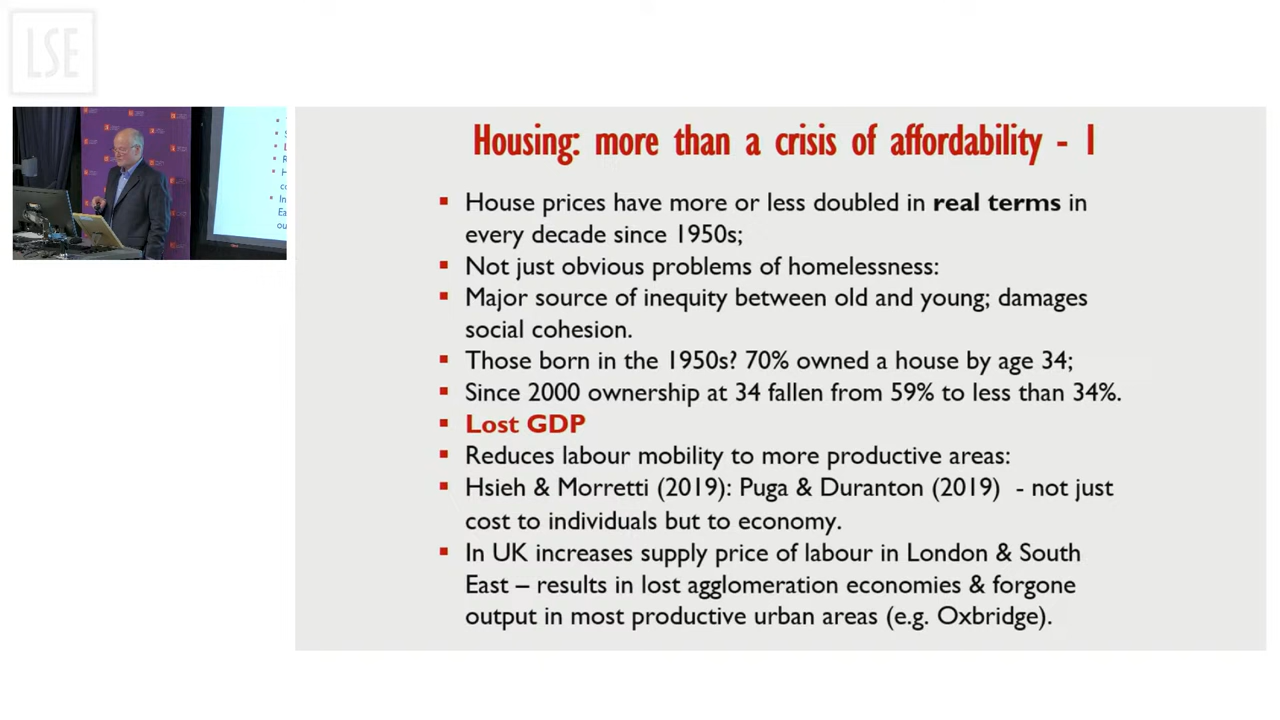 LSE
Housing: more than a crisis of affordability - 1
▪ House prices have more or less doubled in real terms in
every decade since 1950s;
▪ Not just obvious problems of homelessness:
▪ Major source of inequity between old and young; damages
social cohesion.
▪ Those born in the 1950s? 70% owned a house by age 34;
▪ Since 2000 ownership at 34 fallen from 59% to less than 34%.
▪ Lost GDP
▪ Reduces labour mobility to more productive areas:
▪ Hsieh & Morretti (2019): Puga & Duranton (2019) - not just
cost to individuals but to economy.
▪ In UK increases supply price of labour in London & South
East – results in lost agglomeration economies & forgone
output in most productive urban areas (e.g. Oxbridge).